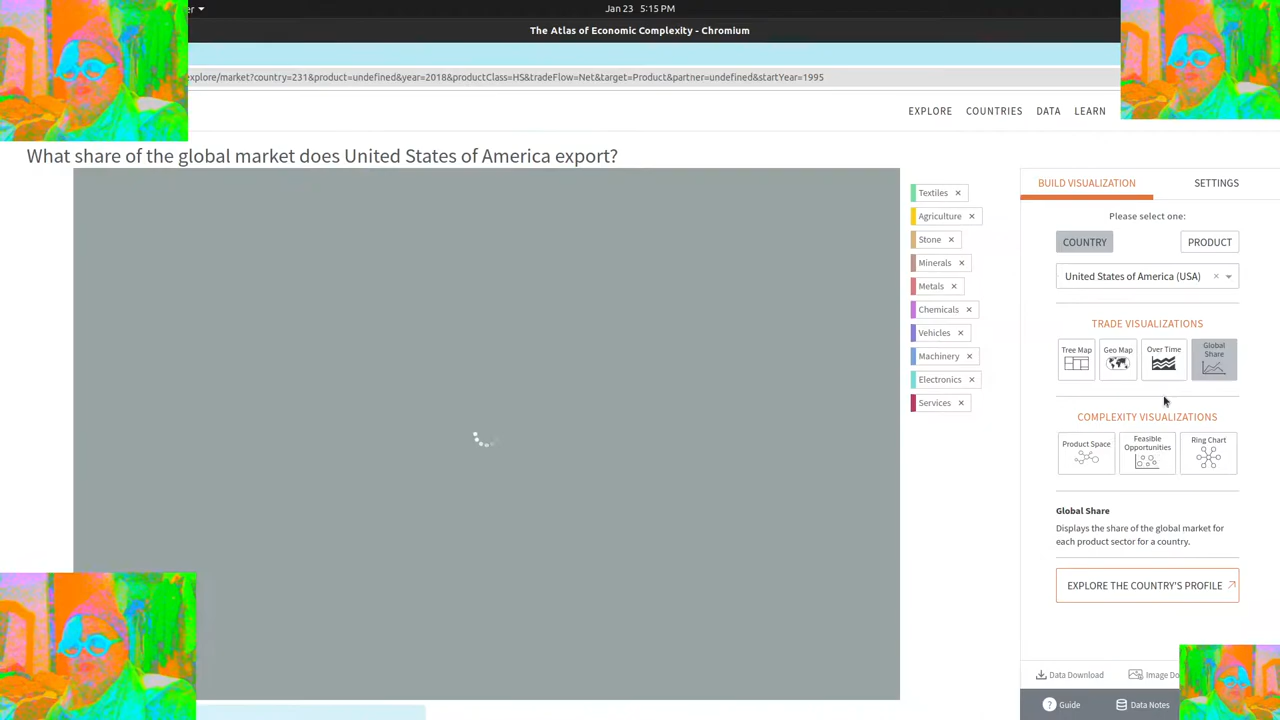 er
Jan 23 5:15 PM
The Atlas of Economic Complexity - Chromium
explore/market?country=231&product=undefined&year=2018&productClass=HS&tradeFlow=Net&target=Product&partner=undefined&startYear=1995
EXPLORE COUNTRIES DATA LEARN
What share of the global market does United States of America export?
Textiles ×
Agriculture ×
Stone ×
Minerals ×
Metals ×
Chemicals ×
Vehicles ×
Machinery ×
Electronics ×
Services ×
BUILD VISUALIZATION SETTINGS
Please select one:
COUNTRY PRODUCT
United States of America (USA) ×
TRADE VISUALIZATIONS
Tree Map Geo Map Over Time Global Share
COMPLEXITY VISUALIZATIONS
Product Space Feasible Opportunities Ring Chart
Global Share
Displays the share of the global market for
each product sector for a country.
EXPLORE THE COUNTRY'S PROFILE
Data Download Image Do
? Guide Data Notes